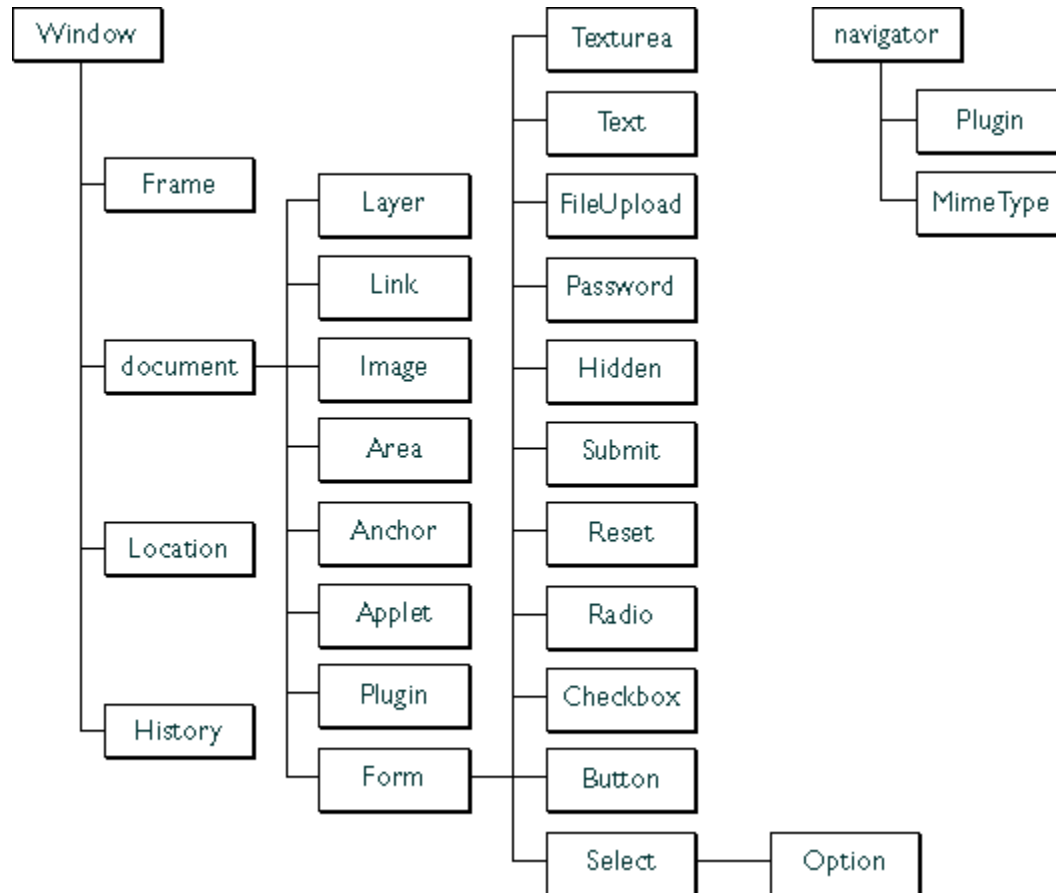 Window
Frame
document
Location
History
Layer
Link
Image
Area
Anchor
Applet
Plugin
Form
Texturea
Text
FileUpload
Password
Hidden
Submit
Reset
Radio
Checkbox
Button
Select
Option
navigator
Plugin
MimeType